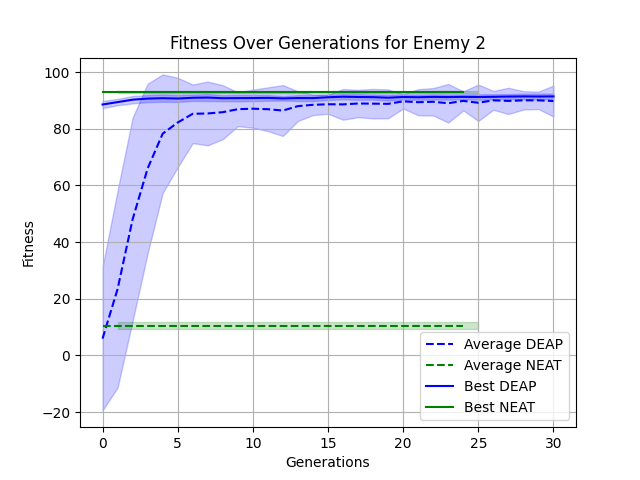 Fitness Over Generations for Enemy 2
Fitness
100
80
60
40
20
0
−20
0 5 10 15 20 25 30
Generations
Average DEAP
Average NEAT
Best DEAP
Best NEAT